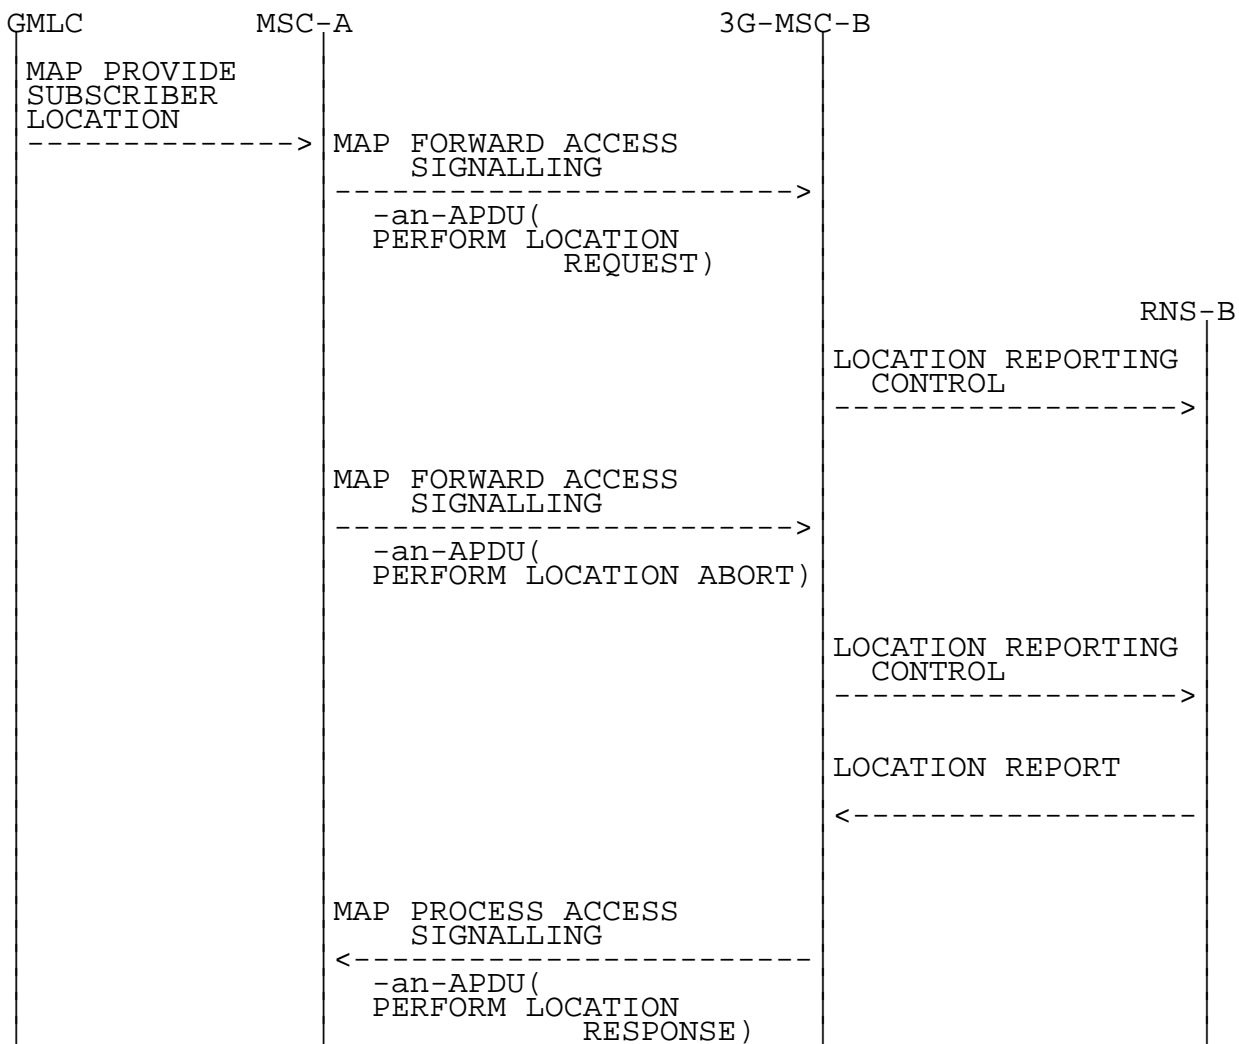 GMLC MSC-A 3G-MSC-B
MAP PROVIDE
SUBSCRIBER
LOCATION
--------------> MAP FORWARD ACCESS
SIGNALLING
------------------------>
-an-APDU(
PERFORM LOCATION
REQUEST)
RNS-B
LOCATION REPORTING
CONTROL
------------------>
MAP FORWARD ACCESS
SIGNALLING
------------------------>
-an-APDU(
PERFORM LOCATION ABORT)
LOCATION REPORTING
CONTROL
------------------>
LOCATION REPORT
<------------------
MAP PROCESS ACCESS
SIGNALLING
<------------------------
-an-APDU(
PERFORM LOCATION
RESPONSE)